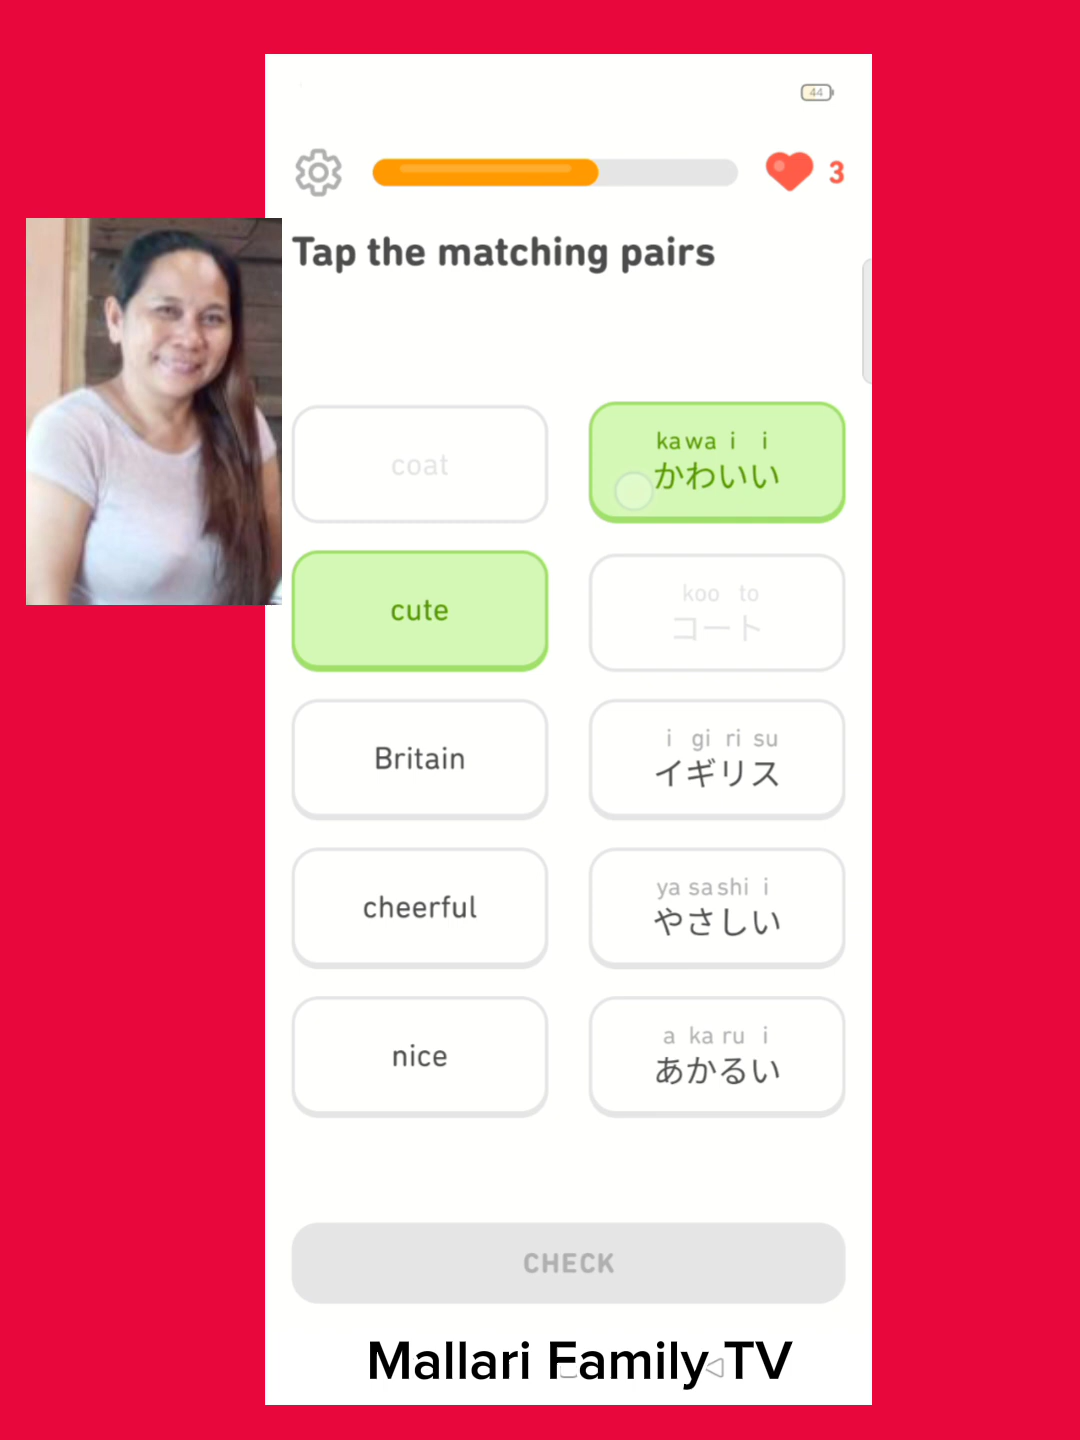 44
3
Tap the matching pairs
coat
kawa i i
かわいい
cute
koo to
コート
Britain
i gi ri su
イギリス
cheerful
ya sa shi i
やさしい
nice
a ka ru i
あかるい
CHECK
Mallari Family TV